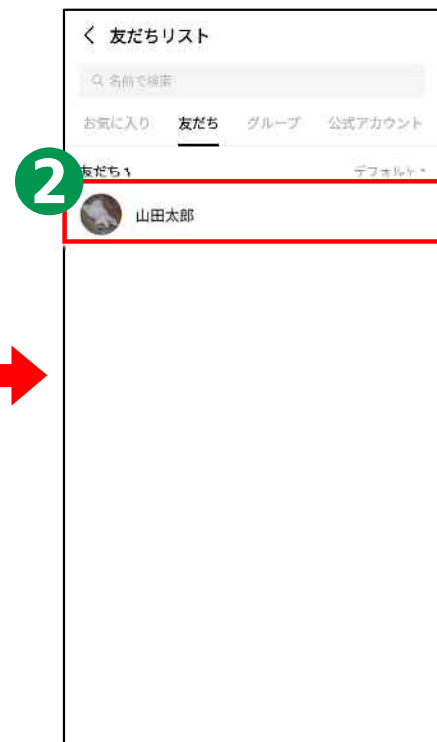 友だちリスト
名前で検索
お気に入り 友だち グループ 公式アカウント
友だち 1 デフォルト
2
山田太郎